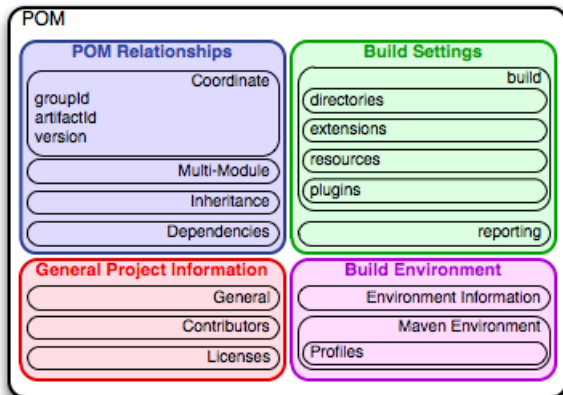 POM
POM Relationships
Coordinate
groupId
artifactId
version
Multi-Module
Inheritance
Dependencies
Build Settings
build
directories
extensions
resources
plugins
reporting
General Project Information
General
Contributors
Licenses
Build Environment
Environment Information
Maven Environment
Profiles